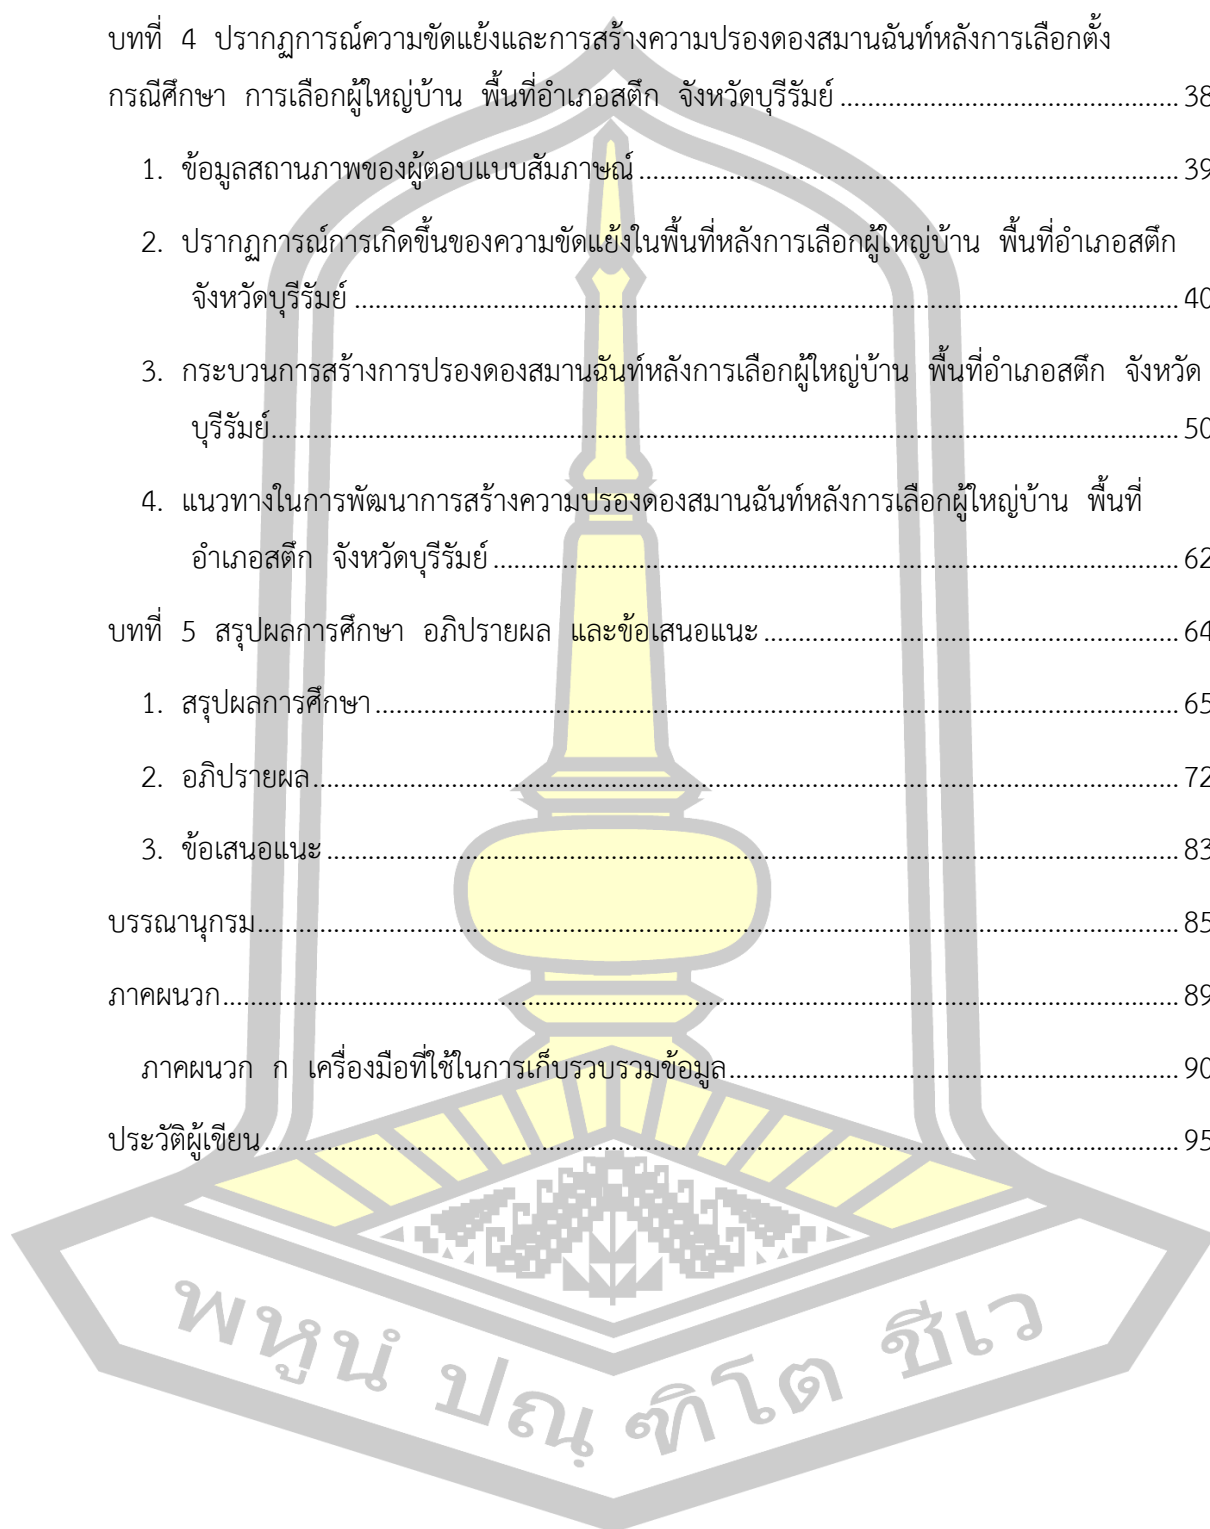 บทที่ 4 ปรากฏการณ์ความขัดแย้งและการสร้างความปรองดองสมานฉันท์หลังการเลือกตั้ง
กรณีศึกษา การเลือกผู้ใหญ่บ้าน พื้นที่อำเภอสตึก จังหวัดบุรีรัมย์ ........................................ 38
1. ข้อมูลสถานภาพของผู้ตอบแบบสัมภาษณ์ ........................................ 39
2. ปรากฏการณ์การเกิดขึ้นของความขัดแย้งในพื้นที่หลังการเลือกผู้ใหญ่บ้าน พื้นที่อำเภอสตึก
จังหวัดบุรีรัมย์ ........................................ 40
3. กระบวนการสร้างการปรองดองสมานฉันท์หลังการเลือกผู้ใหญ่บ้าน พื้นที่อำเภอสตึก จังหวัด
บุรีรัมย์ ........................................ 50
4. แนวทางในการพัฒนาการสร้างความปรองดองสมานฉันท์หลังการเลือกผู้ใหญ่บ้าน พื้นที่
อำเภอสตึก จังหวัดบุรีรัมย์ ........................................ 62
บทที่ 5 สรุปผลการศึกษา อภิปรายผล และข้อเสนอแนะ ........................................ 64
1. สรุปผลการศึกษา ........................................ 65
2. อภิปรายผล ........................................ 72
3. ข้อเสนอแนะ ........................................ 83
บรรณานุกรม ........................................ 85
ภาคผนวก ........................................ 89
ภาคผนวก ก เครื่องมือที่ใช้ในการเก็บรวบรวมข้อมูล ........................................ 90
ประวัติผู้เขียน ........................................ 95
พหูนํ ปณฺฑิโต ชีเว